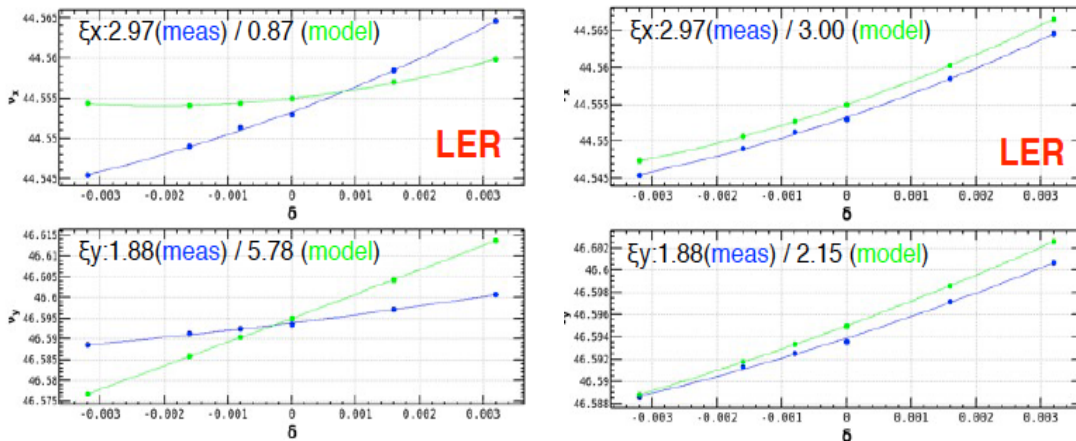 44.565
ξx:2.97(meas) / 0.87 (model)
44.56
νx
44.555
44.55
LER
44.545
-0.003 -0.002 -0.001 0 0.001 0.002 0.003
δ
44.565
ξx:2.97(meas) / 3.00 (model)
44.56
44.555
44.55
LER
44.545
-0.003 -0.002 -0.001 0 0.001 0.002 0.003
δ
46.615
ξy:1.88(meas) / 5.78 (model)
46.61
46.605
46.6
νy
46.595
46.59
46.585
46.58
46.575
-0.003 -0.002 -0.001 0 0.001 0.002 0.003
δ
46.602
ξy:1.88(meas) / 2.15 (model)
46.6
46.598
46.596
46.594
46.592
46.59
46.588
-0.003 -0.002 -0.001 0 0.001 0.002 0.003
δ